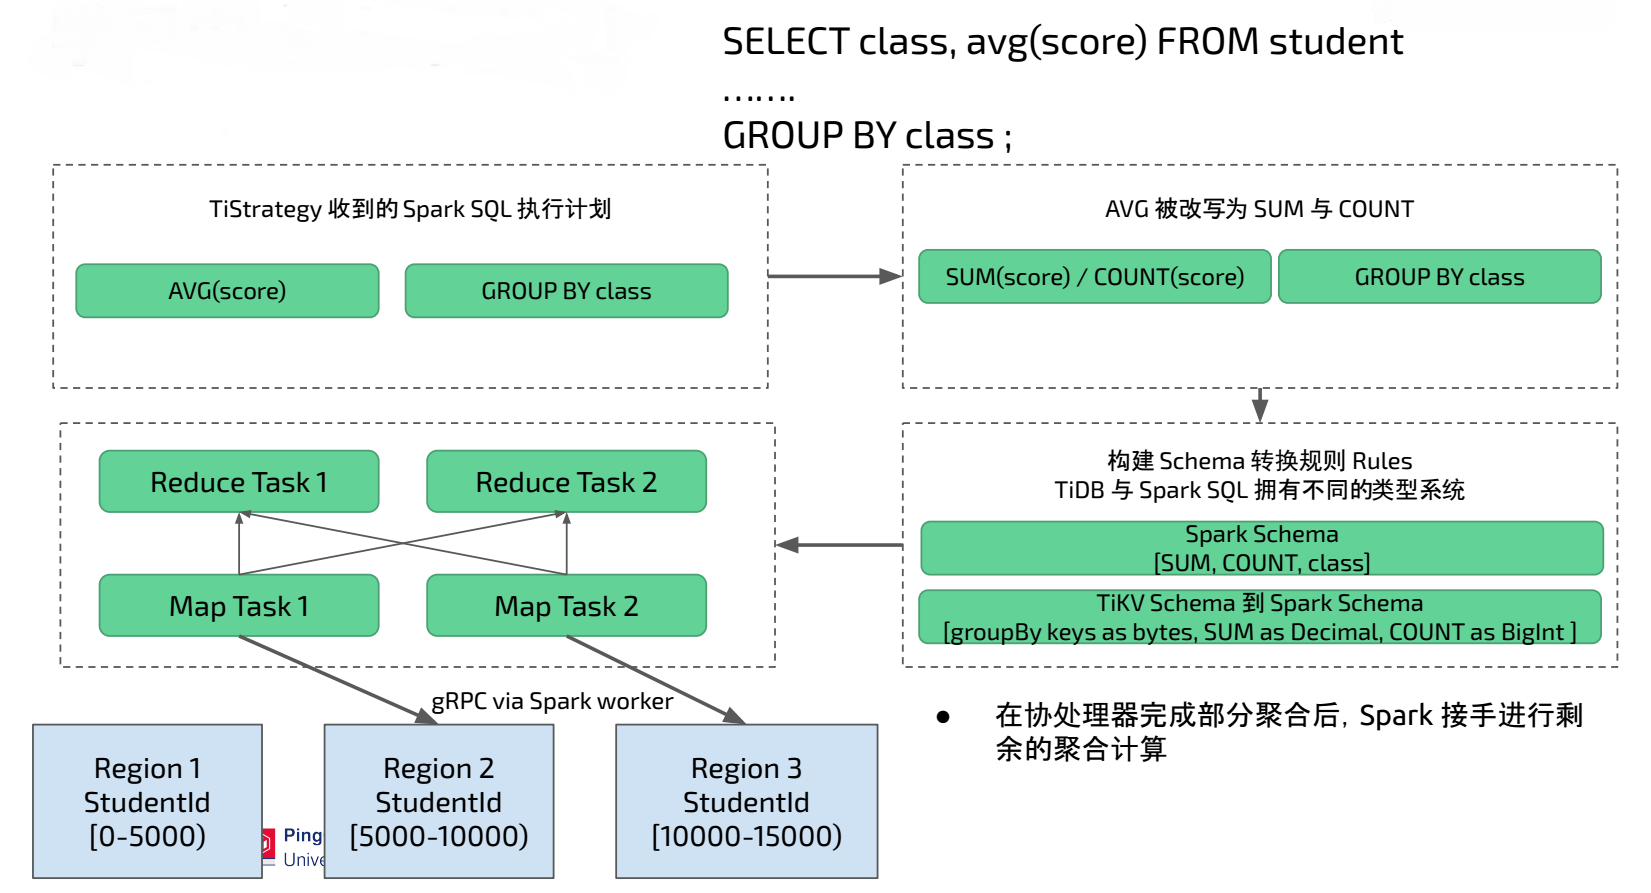 SELECT class, avg(score) FROM student
…….
GROUP BY class ;
TiStrategy 收到的 Spark SQL 执行计划
AVG(score)
GROUP BY class
AVG 被改写为 SUM 与 COUNT
SUM(score) / COUNT(score)
GROUP BY class
构建 Schema 转换规则 Rules
TiDB 与 Spark SQL 拥有不同的类型系统
Spark Schema
[SUM, COUNT, class]
TiKV Schema 到 Spark Schema
[groupBy keys as bytes, SUM as Decimal, COUNT as BigInt ]
Reduce Task 1
Reduce Task 2
Map Task 1
Map Task 2
gRPC via Spark worker
Region 1
StudentId
[0-5000)
Region 2
StudentId
[5000-10000)
Region 3
StudentId
[10000-15000)
● 在协处理器完成部分聚合后，Spark 接手进行剩
余的聚合计算
Ping
Unive